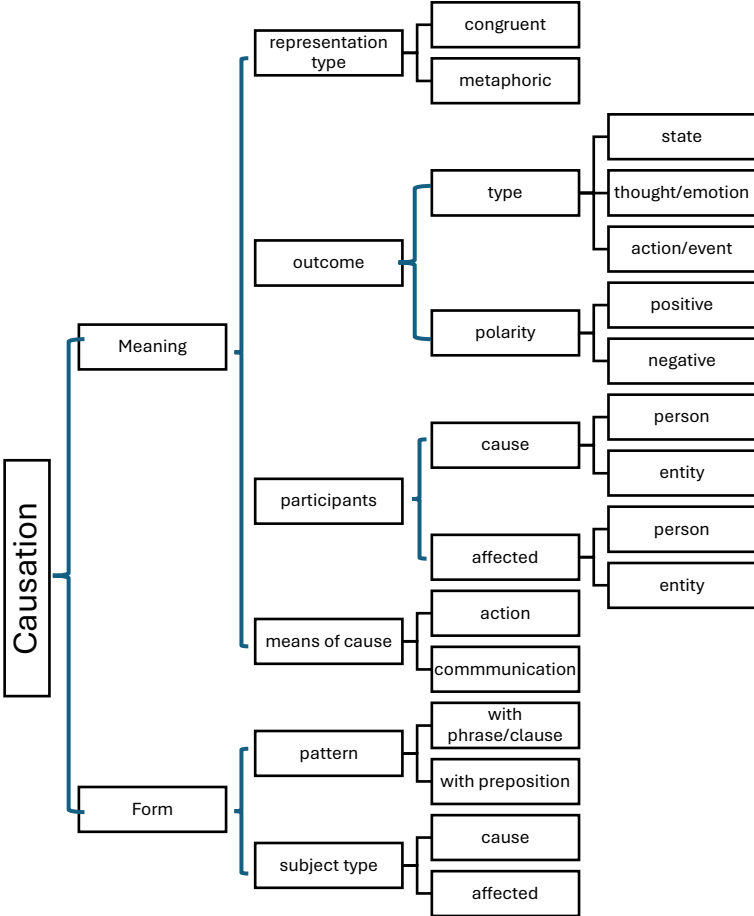 Causation
Meaning
representation
type
congruent
metaphoric
outcome
type
state
thought/emotion
action/event
polarity
positive
negative
participants
cause
person
entity
affected
person
entity
means of cause
action
commmunication
Form
pattern
with
phrase/clause
with preposition
subject type
cause
affected